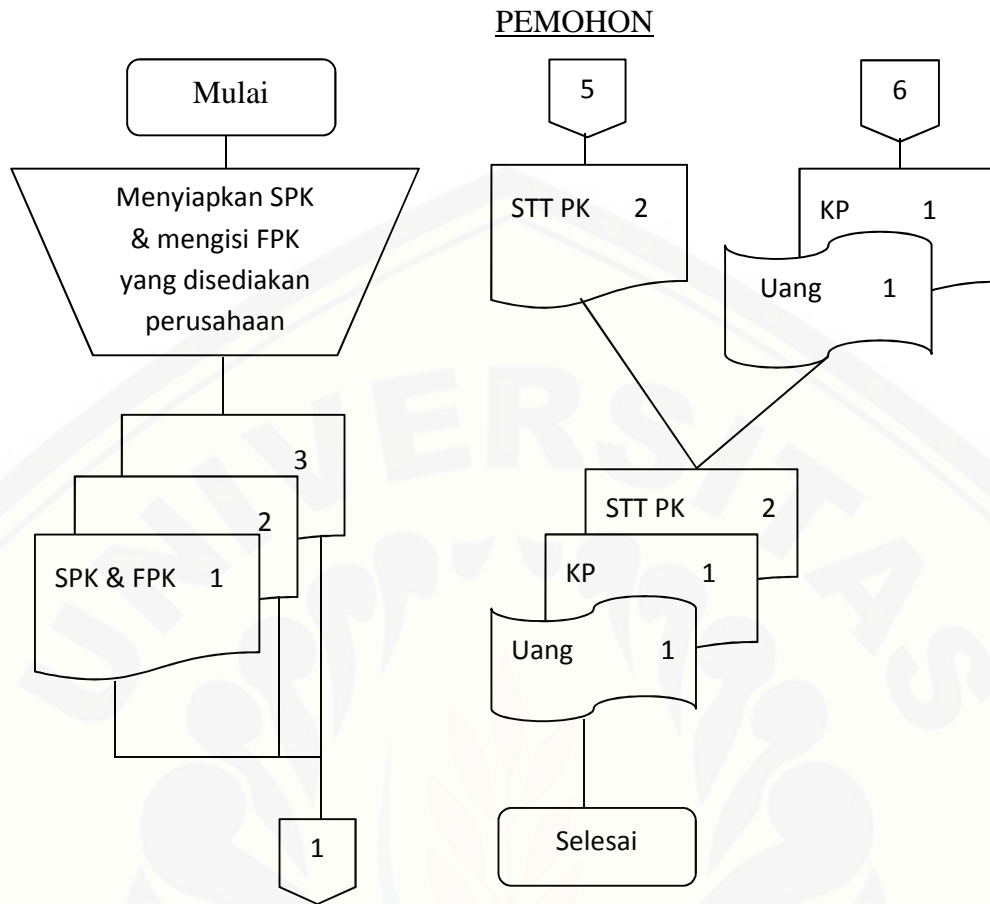 PEMOHON
Mulai
Menyiapkan SPK
& mengisi FPK
yang disediakan
perusahaan
3
2
SPK & FPK 1
1
5
STT PK 2
6
KP 1
Uang 1
STT PK 2
KP 1
Uang 1
Selesai
UNIVERSITAS